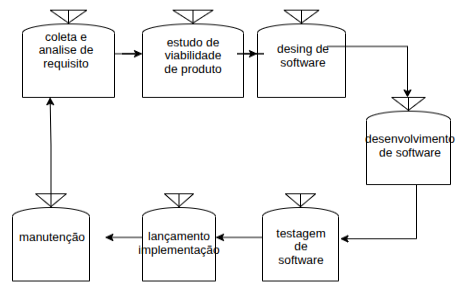 coleta e
analise de
requisito
estudo de
viabilidade
de produto
desing de
software
desenvolvimento
de software
testagem
de
software
lançamento
implementação
manutenção